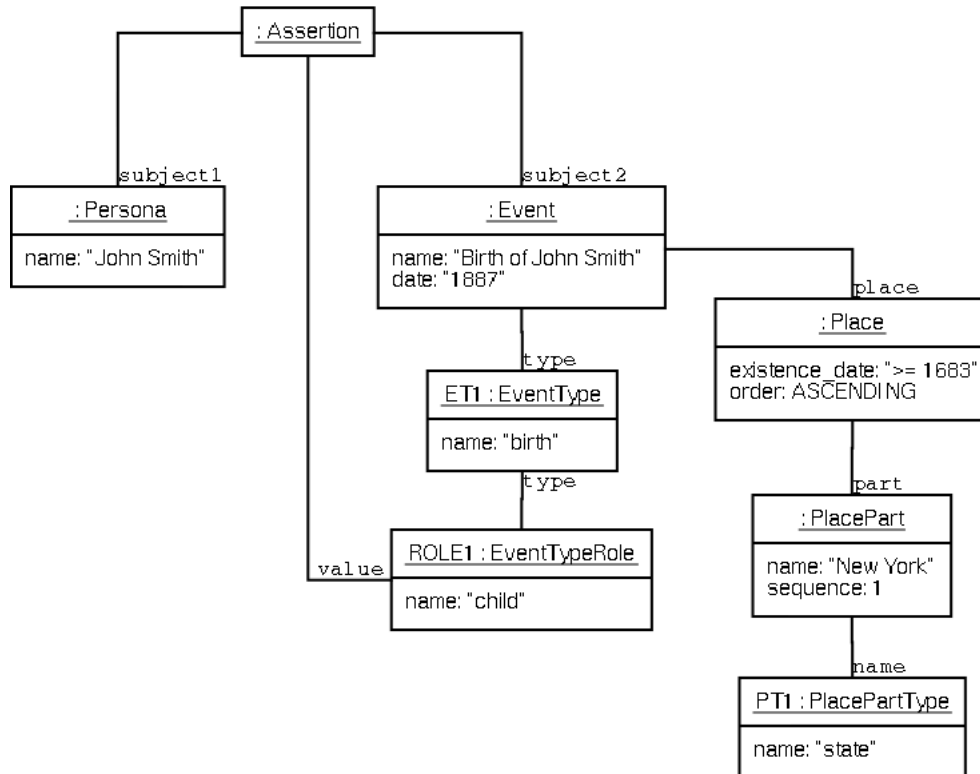 : Assertion
subject1
subject2
: Persona
name: "John Smith"
: Event
name: "Birth of John Smith"
date: "1887"
place
: Place
existence_date: ">= 1683"
order: ASCENDING
type
ET1 : EventType
name: "birth"
type
part
: PlacePart
name: "New York"
sequence: 1
value
ROLE1 : EventTypeRole
name: "child"
name
PT1 : PlacePartType
name: "state"